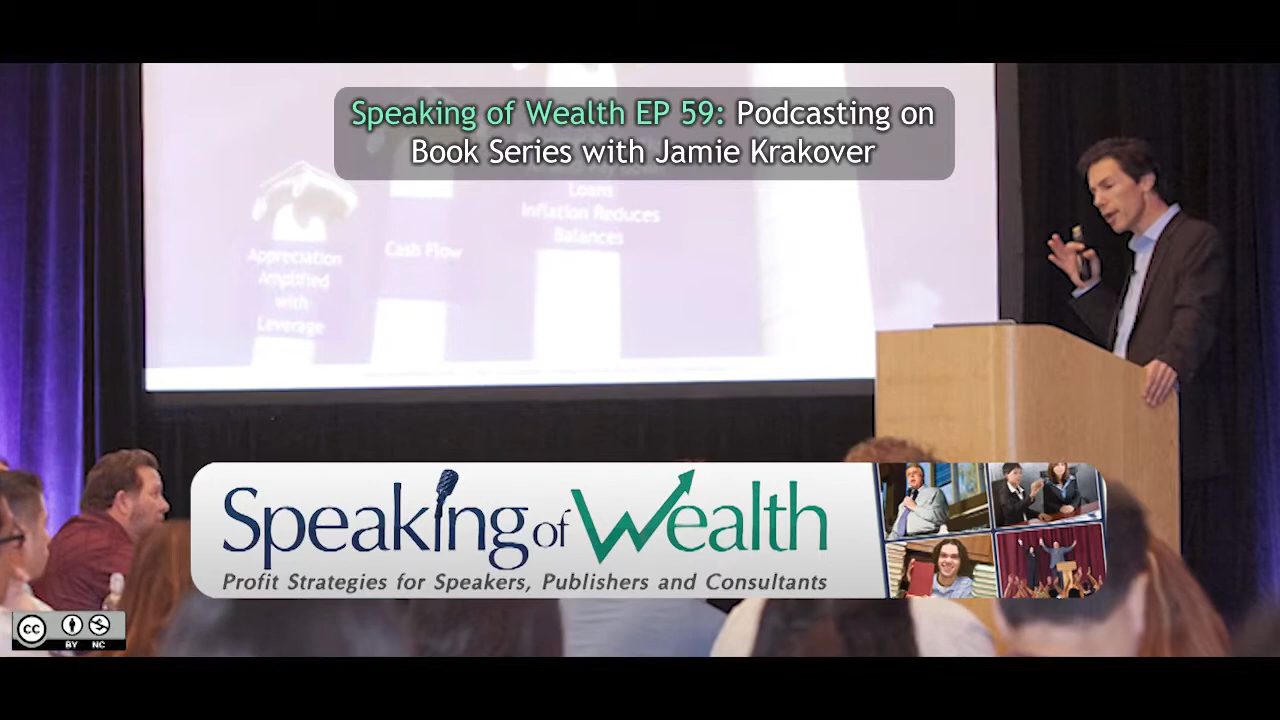 Speaking of Wealth EP 59: Podcasting on
Book Series with Jamie Krakover
Loans
Inflation Reduces
Balances
Appreciation
Amplified
with
Leverage
Cash Flow
Speaking of Wealth
Profit Strategies for Speakers, Publishers and Consultants
cc
BY NC